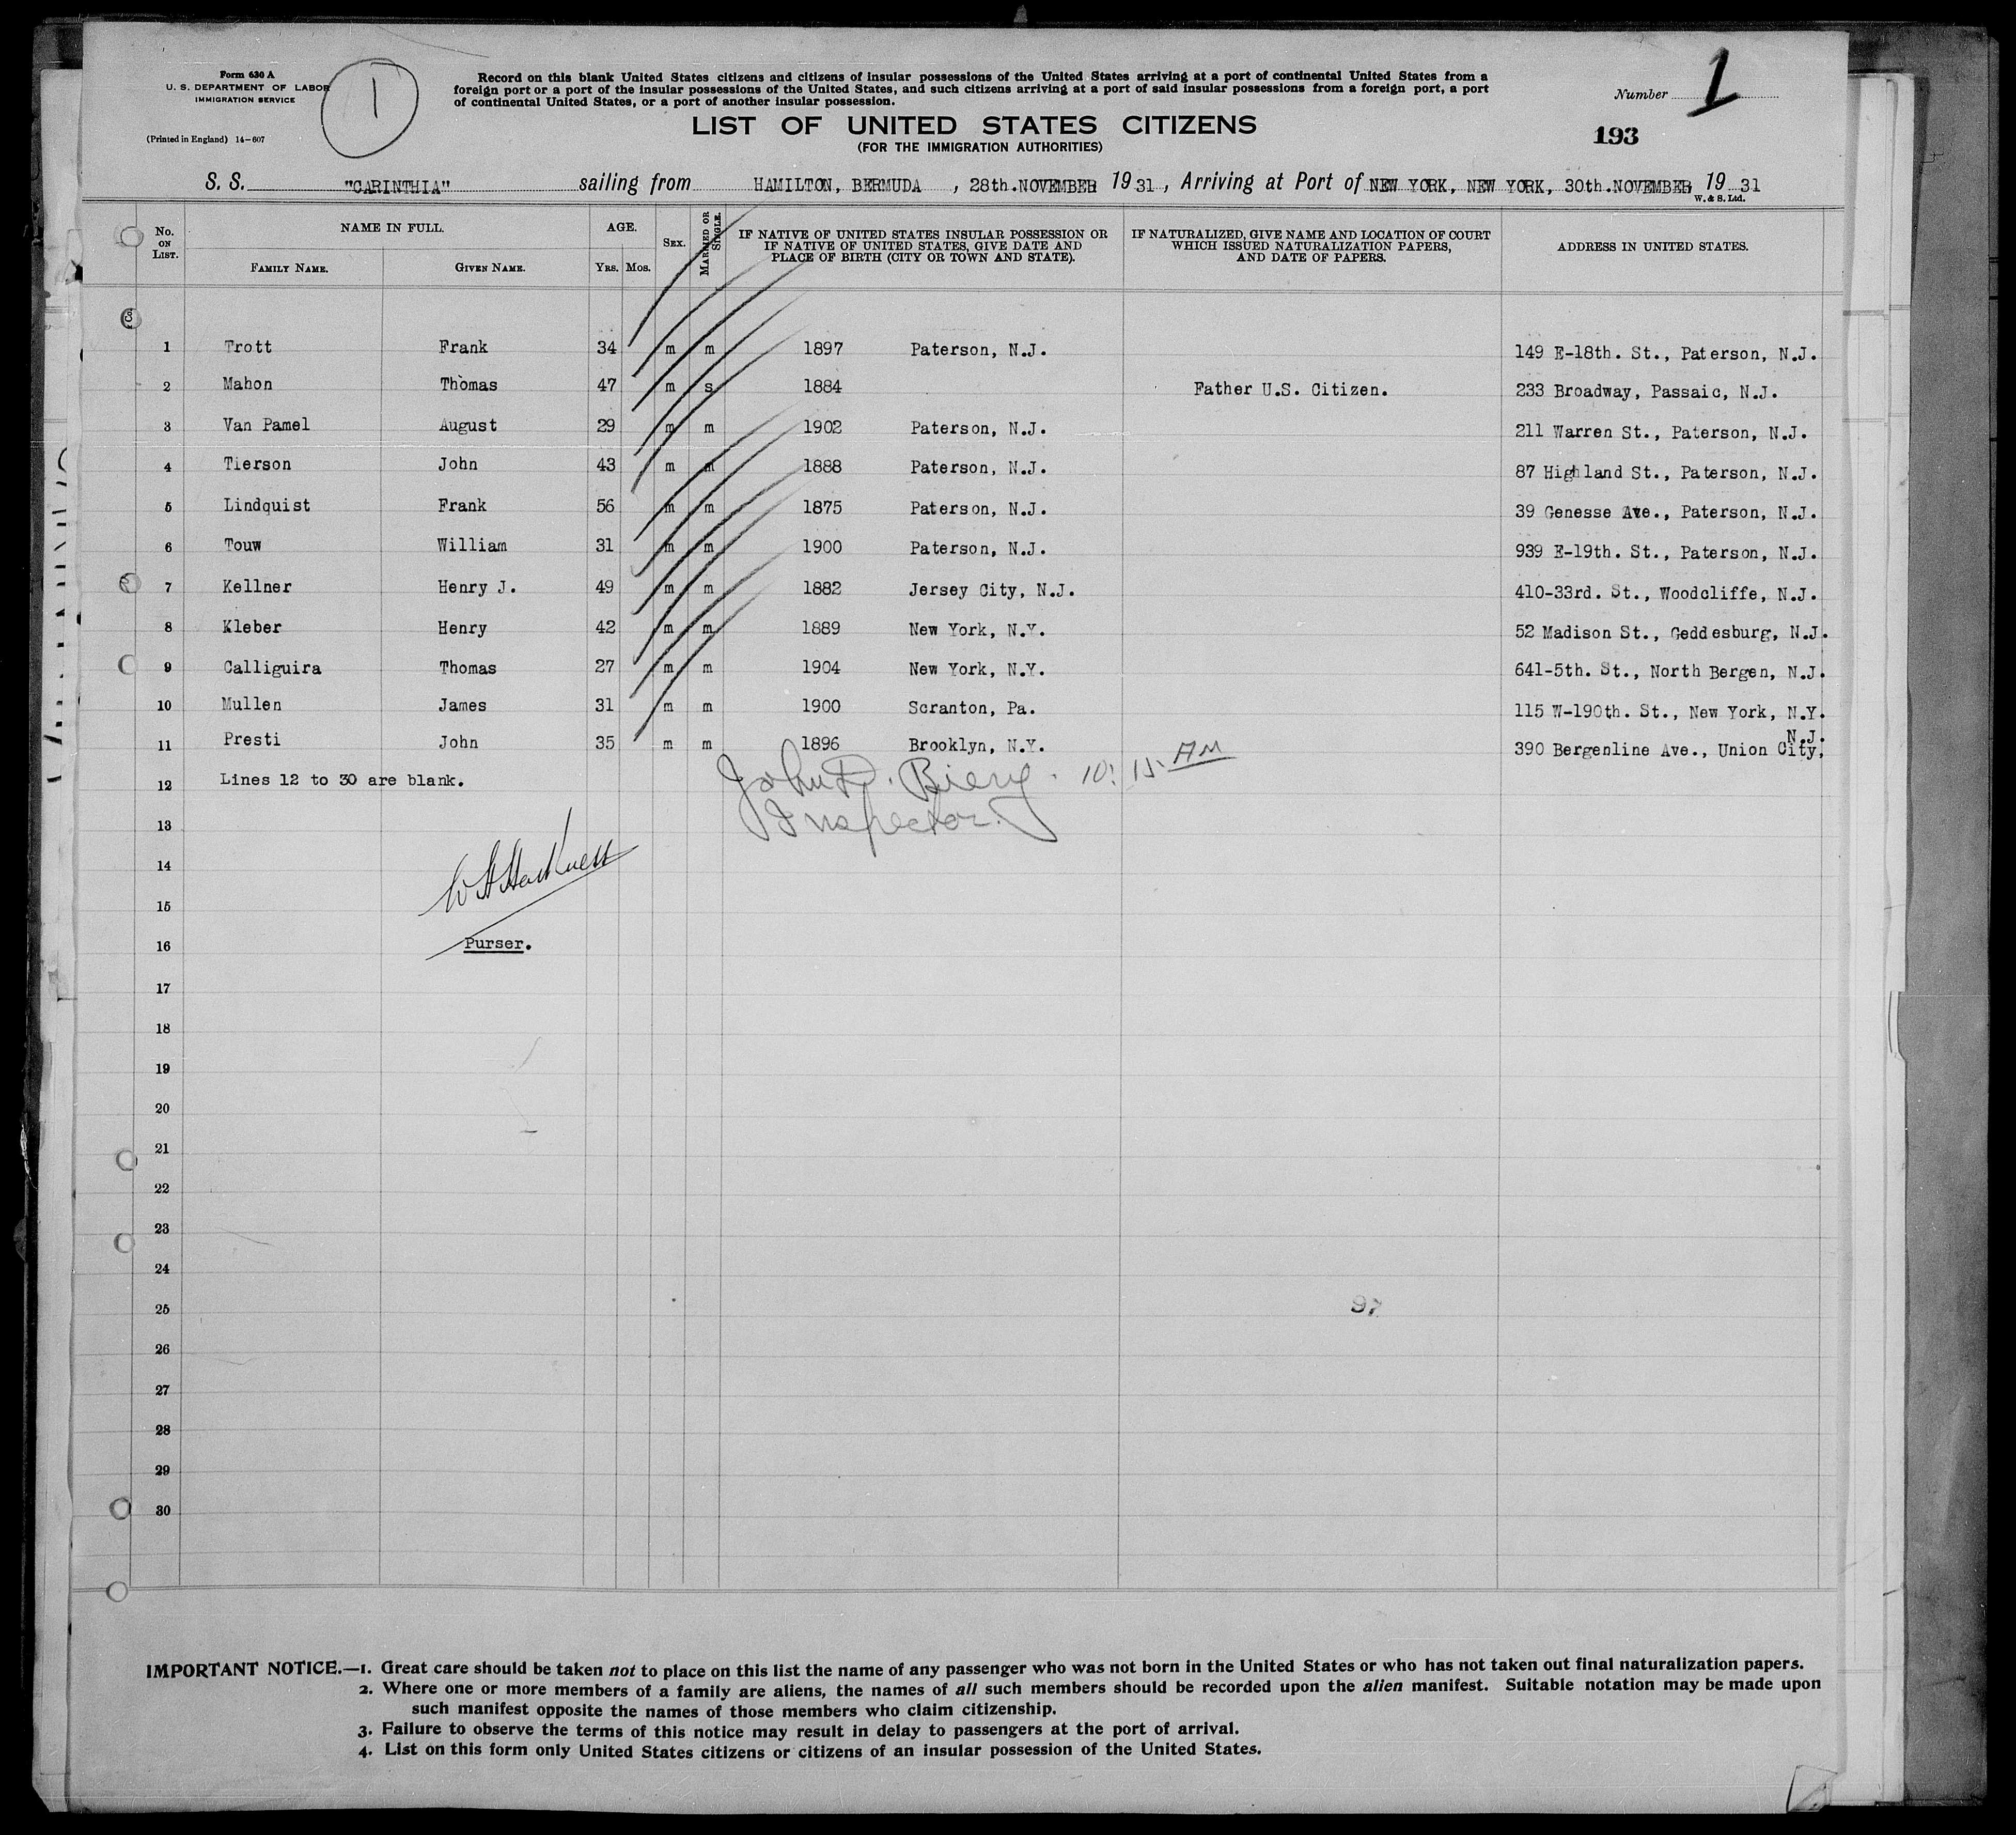 Form 630 A
U. S. DEPARTMENT OF LABOR
IMMIGRATION SERVICE
(Printed in England) 14-607
1
Record on this blank United States citizens and citizens of insular possessions of the United States arriving at a port of continental United States from a
foreign port or a port of the insular possessions of the United States, and such citizens arriving at a port of said insular possessions from a foreign port, a port
of continental United States, or a port of another insular possession.
Number 1
LIST OF UNITED STATES CITIZENS
(FOR THE IMMIGRATION AUTHORITIES)
193
S. S. "CARINTHIA" sailing from HAMILTON, BERMUDA , 28th.NOVEMBER 1931, Arriving at Port of NEW YORK, NEW YORK, 30th.NOVEMBER 1931
W. & S. Ltd.
No. ON LIST. NAME IN FULL. AGE. SEX. MARRIED OR SINGLE. IF NATIVE OF UNITED STATES INSULAR POSSESSION OR IF NATIVE OF UNITED STATES, GIVE DATE AND PLACE OF BIRTH (CITY OR TOWN AND STATE). IF NATURALIZED, GIVE NAME AND LOCATION OF COURT WHICH ISSUED NATURALIZATION PAPERS, AND DATE OF PAPERS. ADDRESS IN UNITED STATES.
FAMILY NAME. GIVEN NAME. YRS. MOS.
1 Trott Frank 34 m m 1897 Paterson, N.J. 149 E-18th. St., Paterson, N.J.
2 Mahon Thomas 47 m s 1884 Father U.S. Citizen. 233 Broadway, Passaic, N.J.
3 Van Pamel August 29 m m 1902 Paterson, N.J. 211 Warren St., Paterson, N.J.
4 Tierson John 43 m m 1888 Paterson, N.J. 87 Highland St., Paterson, N.J.
5 Lindquist Frank 56 m m 1875 Paterson, N.J. 39 Genesse Ave., Paterson, N.J.
6 Touw William 31 m m 1900 Paterson, N.J. 939 E-19th. St., Paterson, N.J.
7 Kellner Henry J. 49 m m 1882 Jersey City, N.J. 410-33rd. St., Woodcliffe, N.J.
8 Kleber Henry 42 m m 1889 New York, N.Y. 52 Madison St., Geddesburg, N.J.
9 Calliguira Thomas 27 m m 1904 New York, N.Y. 641-5th. St., North Bergen, N.J.
10 Mullen James 31 m m 1900 Scranton, Pa. 115 W-190th. St., New York, N.Y.
11 Presti John 35 m m 1896 Brooklyn, N.Y. 390 Bergenline Ave., Union City, N.J.
12 Lines 12 to 30 are blank. John D. 10:15 AM
13 Inspector.
14
15
16 Purser.
17
18
19
20
21
22
23
24
25
26
27
28
29
30
IMPORTANT NOTICE.—1. Great care should be taken not to place on this list the name of any passenger who was not born in the United States or who has not taken out final naturalization papers.
2. Where one or more members of a family are aliens, the names of all such members should be recorded upon the alien manifest. Suitable notation may be made upon
such manifest opposite the names of those members who claim citizenship.
3. Failure to observe the terms of this notice may result in delay to passengers at the port of arrival.
4. List on this form only United States citizens or citizens of an insular possession of the United States.